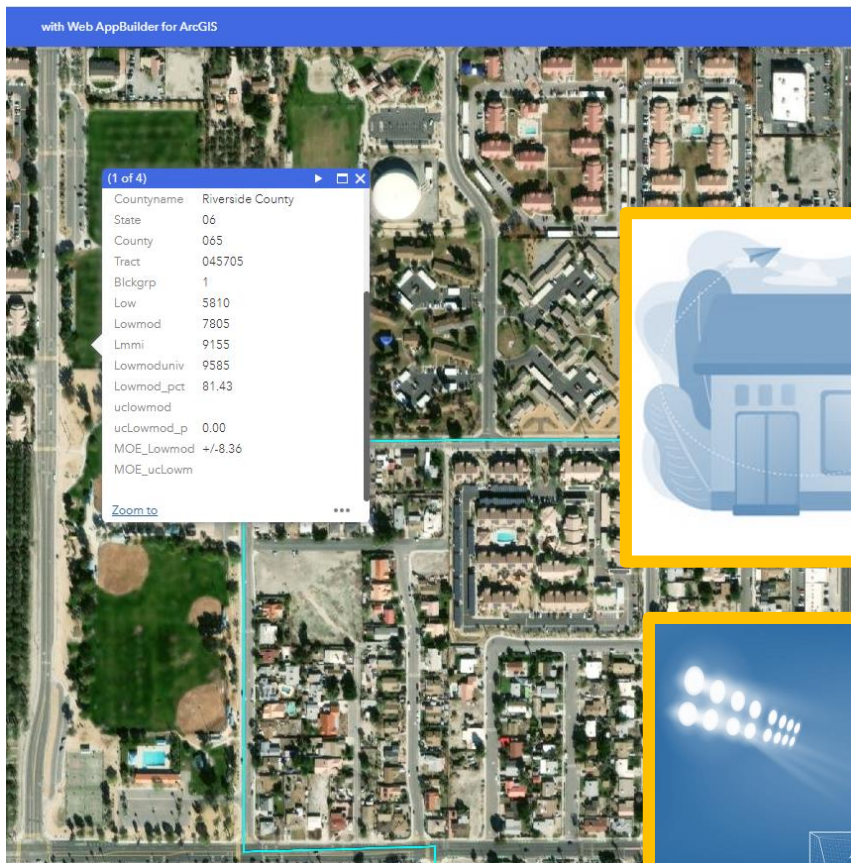 with Web AppBuilder for ArcGIS
(1 of 4)
Countyname Riverside County
State 06
County 065
Tract 045705
Blckgrp 1
Low 5810
Lowmod 7805
Lmmi 9155
Lowmoduniv 9585
Lowmod_pct 81.43
uclowmod
ucLowmod_p 0.00
MOE_Lowmod +/-8.36
MOE_ucLowm
Zoom to